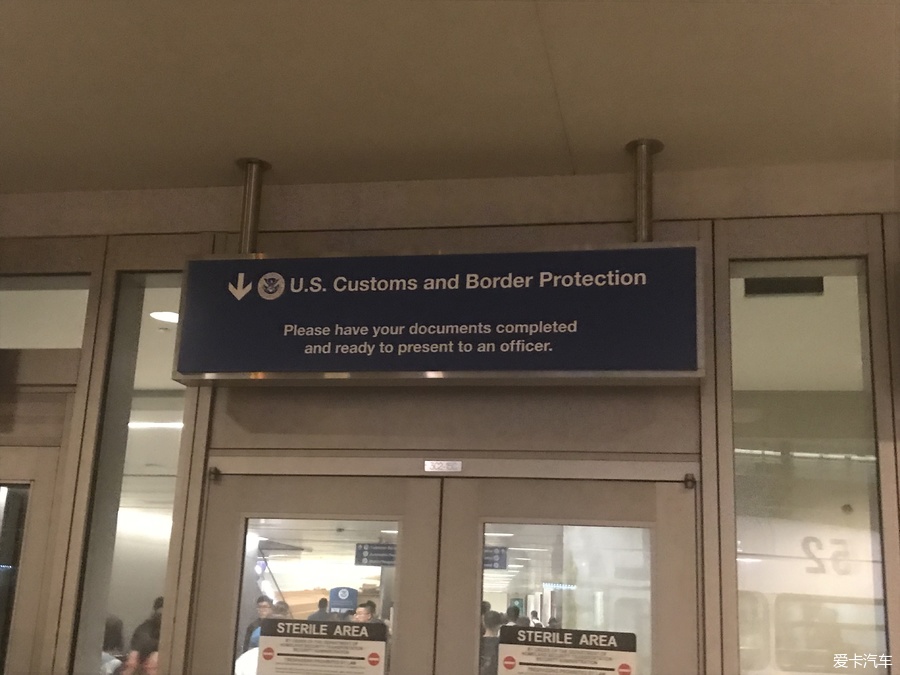 U.S. Customs and Border Protection
Please have your documents completed
and ready to present to an officer.
52
STERILE AREA
STERILE AREA
爱卡汽车